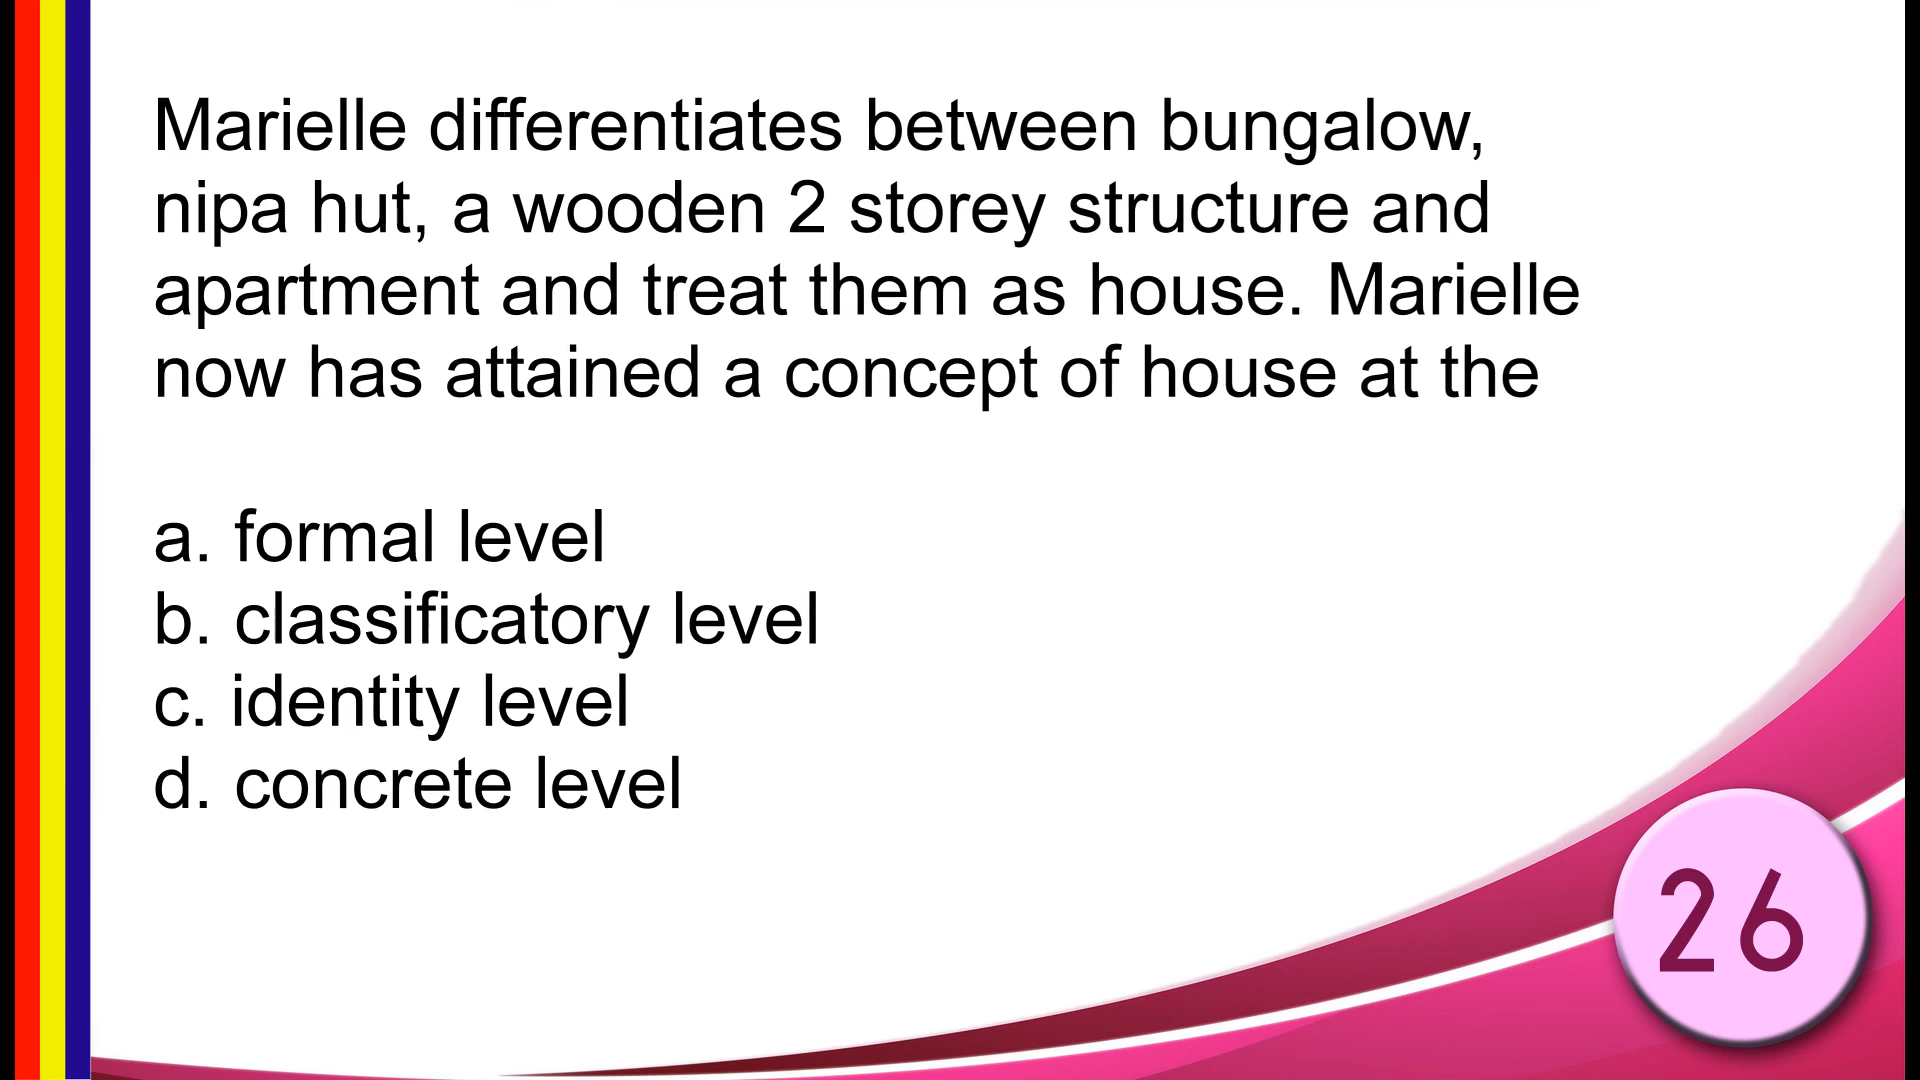 Marielle differentiates between bungalow,
nipa hut, a wooden 2 storey structure and
apartment and treat them as house. Marielle
now has attained a concept of house at the
a. formal level
b. classificatory level
c. identity level
d. concrete level
26